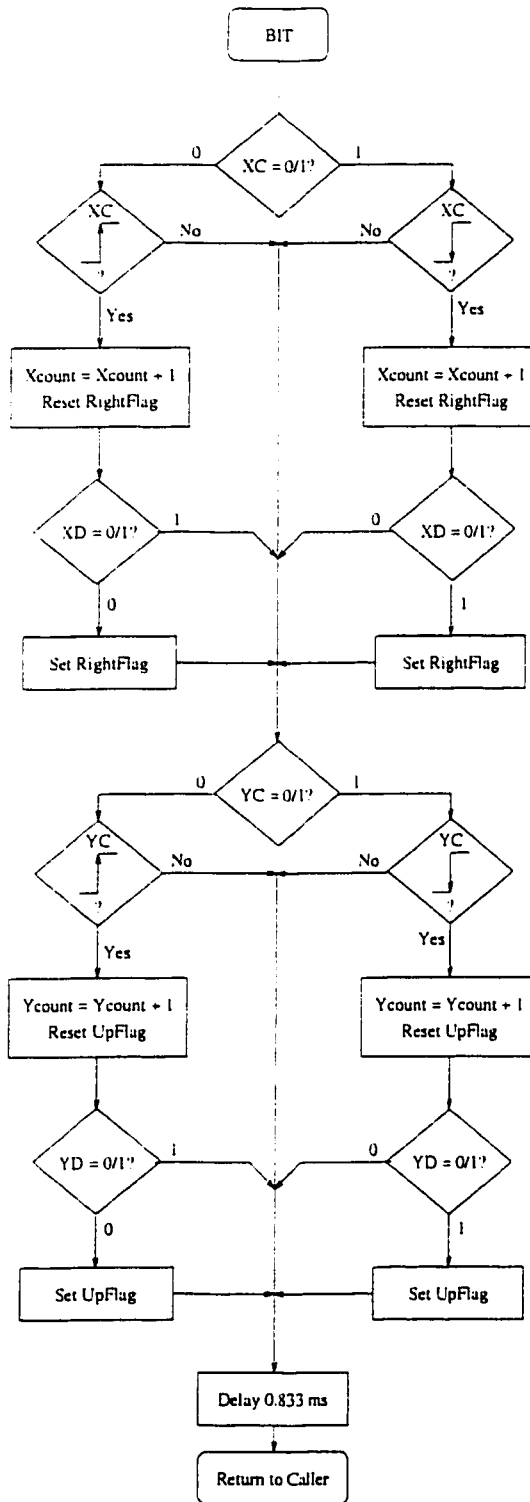 BIT
0
XC = 0/1?
1
XC
?
No
No
XC
?
Yes
Yes
Xcount = Xcount + 1
Reset RightFlag
Xcount = Xcount + 1
Reset RightFlag
XD = 0/1?
1
0
XD = 0/1?
0
1
Set RightFlag
Set RightFlag
0
YC = 0/1?
1
YC
?
No
No
YC
?
Yes
Yes
Ycount = Ycount + 1
Reset UpFlag
Ycount = Ycount + 1
Reset UpFlag
YD = 0/1?
1
0
YD = 0/1?
0
1
Set UpFlag
Set UpFlag
Delay 0.833 ms
Return to Caller